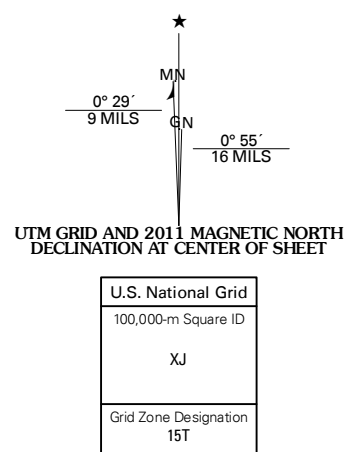 ★
MN
0° 29´
9 MILS
GN
0° 55´
16 MILS
UTM GRID AND 2011 MAGNETIC NORTH
DECLINATION AT CENTER OF SHEET
U.S. National Grid
100,000-m Square ID
XJ
Grid Zone Designation
15T